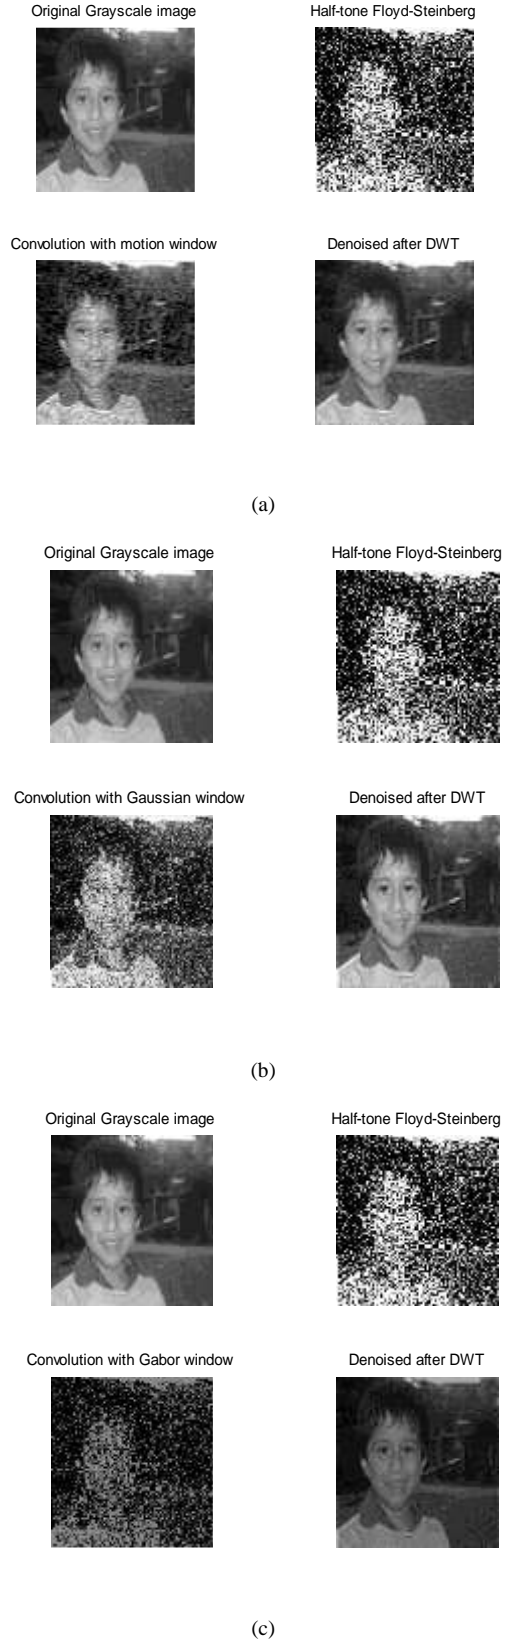 Original Grayscale image
Half-tone Floyd-Steinberg
Convolution with motion window
Denoised after DWT
(a)
Original Grayscale image
Half-tone Floyd-Steinberg
Convolution with Gaussian window
Denoised after DWT
(b)
Original Grayscale image
Half-tone Floyd-Steinberg
Convolution with Gabor window
Denoised after DWT
(c)